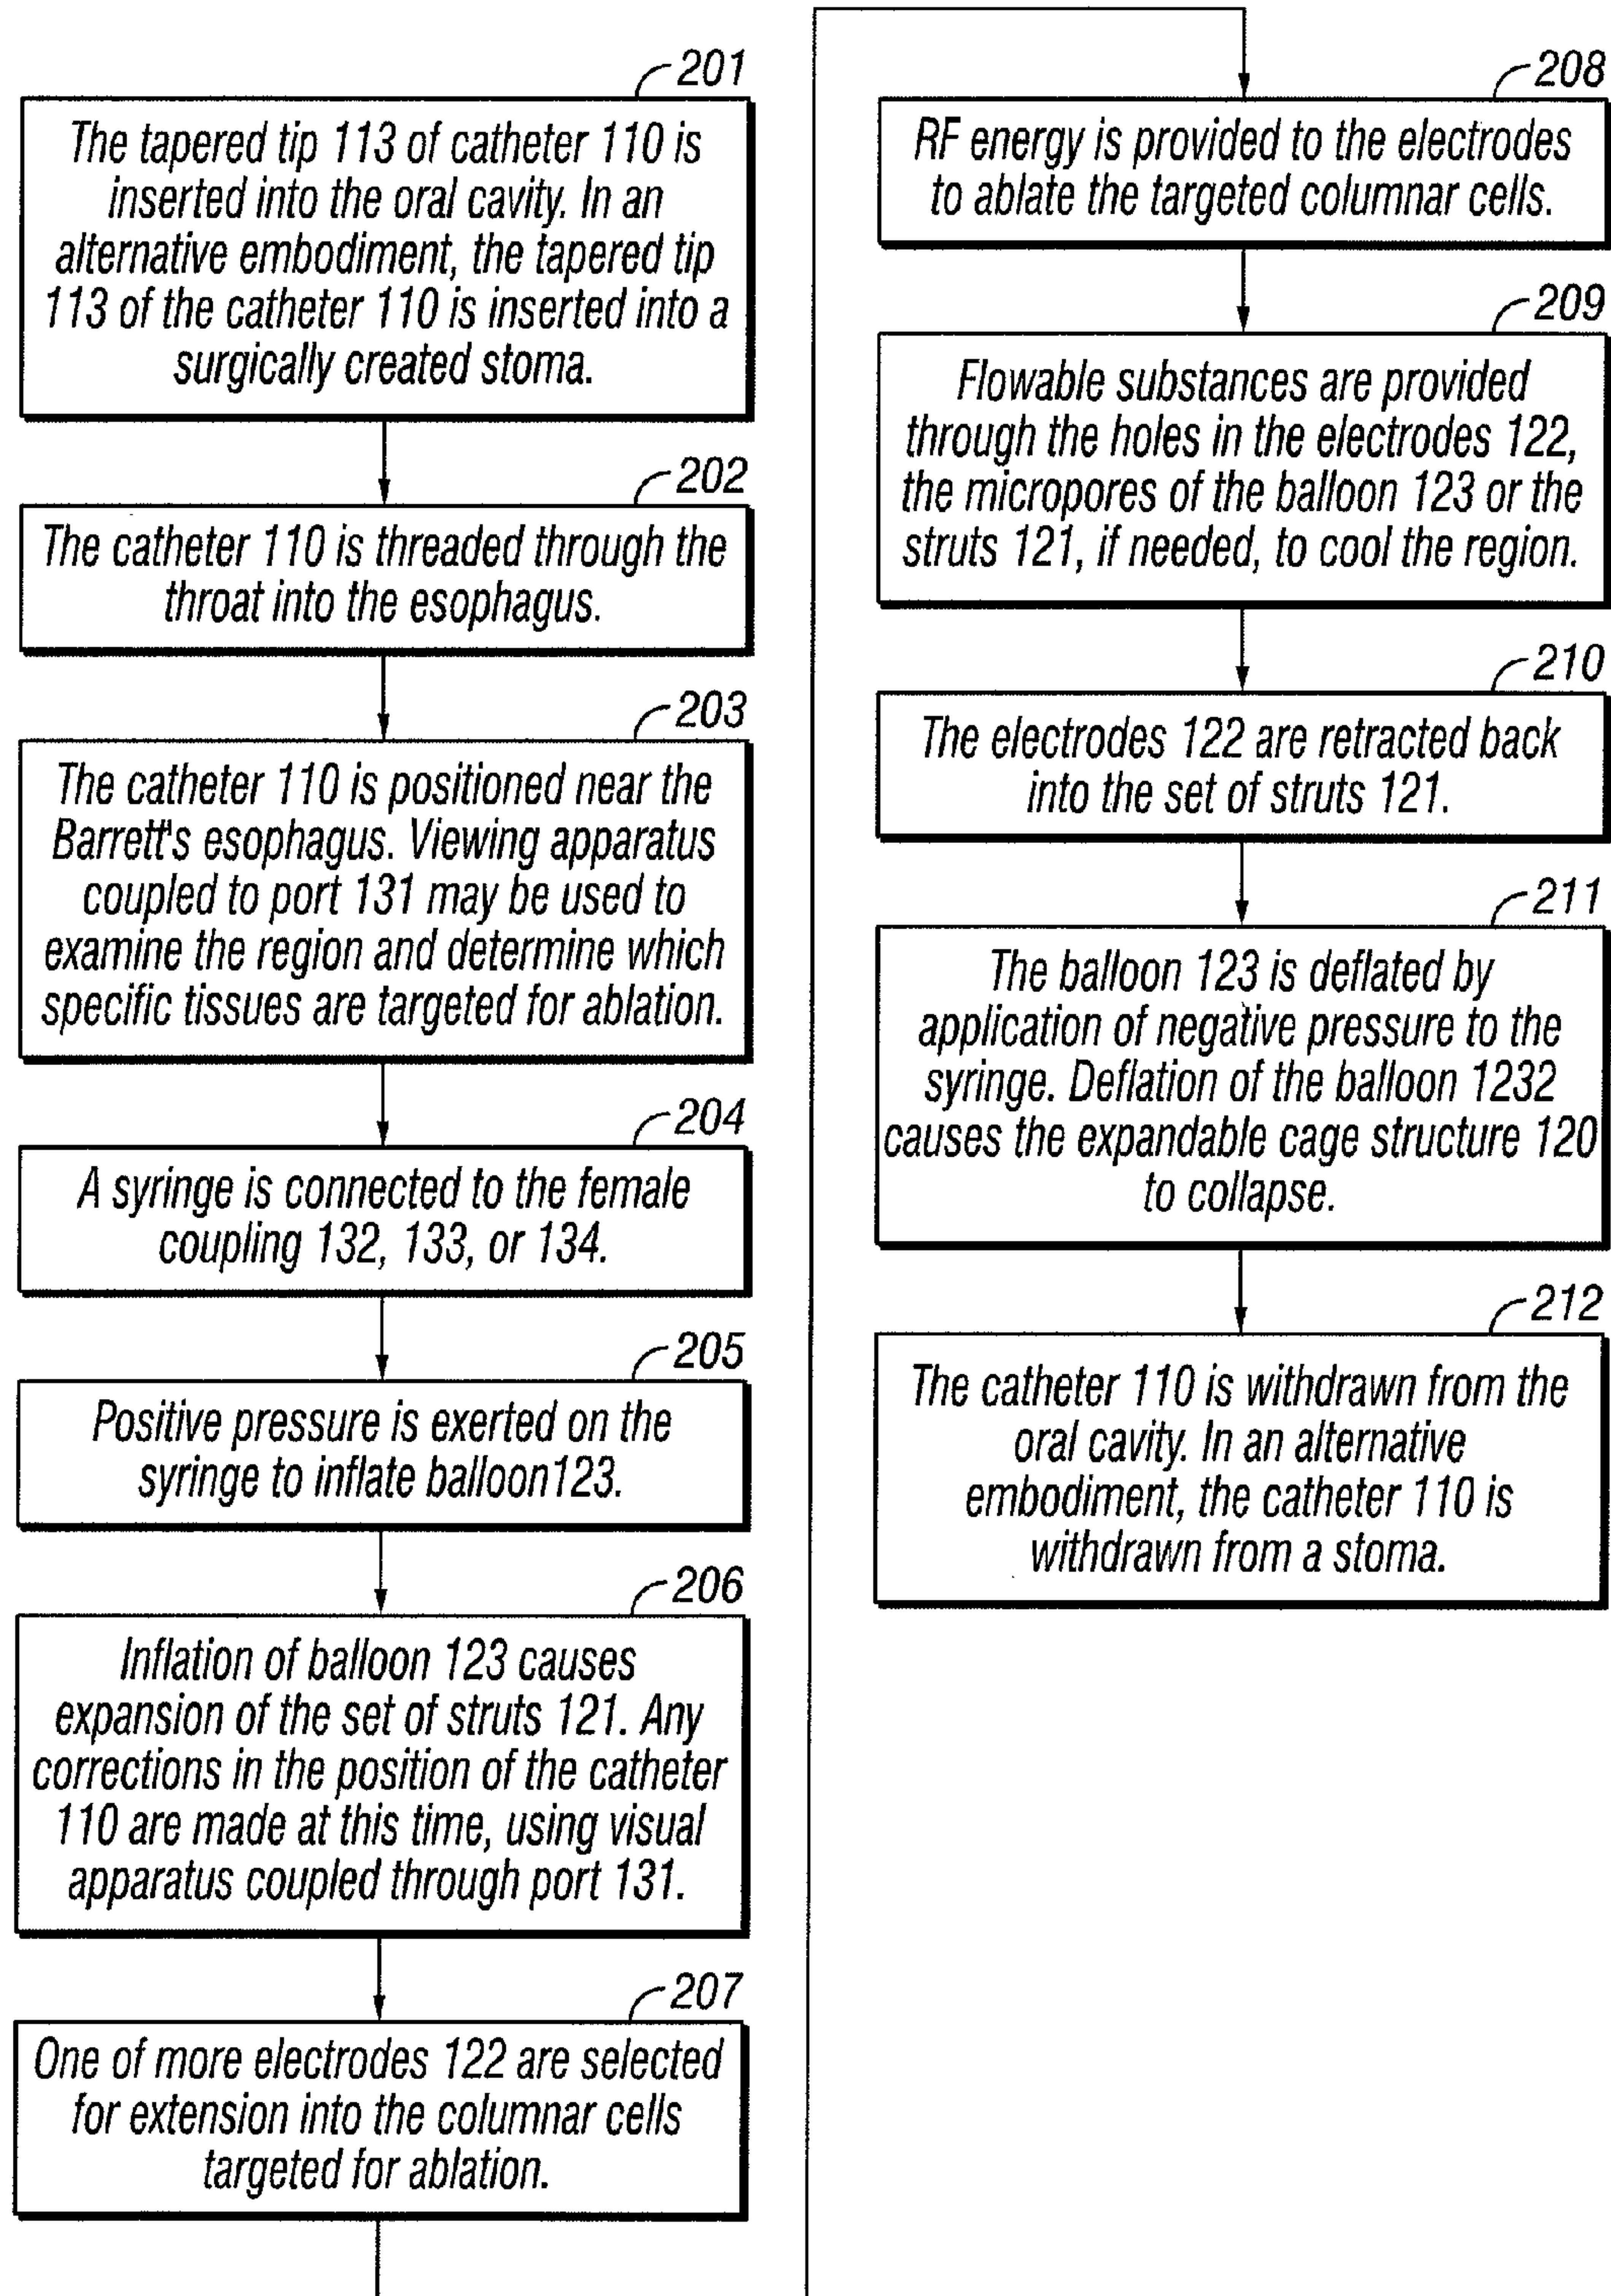 201
The tapered tip 113 of catheter 110 is
inserted into the oral cavity. In an
alternative embodiment, the tapered tip
113 of the catheter 110 is inserted into a
surgically created stoma.
202
The catheter 110 is threaded through the
throat into the esophagus.
203
The catheter 110 is positioned near the
Barrett's esophagus. Viewing apparatus
coupled to port 131 may be used to
examine the region and determine which
specific tissues are targeted for ablation.
204
A syringe is connected to the female
coupling 132, 133, or 134.
205
Positive pressure is exerted on the
syringe to inflate balloon123.
206
Inflation of balloon 123 causes
expansion of the set of struts 121. Any
corrections in the position of the catheter
110 are made at this time, using visual
apparatus coupled through port 131.
207
One of more electrodes 122 are selected
for extension into the columnar cells
targeted for ablation.
208
RF energy is provided to the electrodes
to ablate the targeted columnar cells.
209
Flowable substances are provided
through the holes in the electrodes 122,
the micropores of the balloon 123 or the
struts 121, if needed, to cool the region.
210
The electrodes 122 are retracted back
into the set of struts 121.
211
The balloon 123 is deflated by
application of negative pressure to the
syringe. Deflation of the balloon 1232
causes the expandable cage structure 120
to collapse.
212
The catheter 110 is withdrawn from the
oral cavity. In an alternative
embodiment, the catheter 110 is
withdrawn from a stoma.